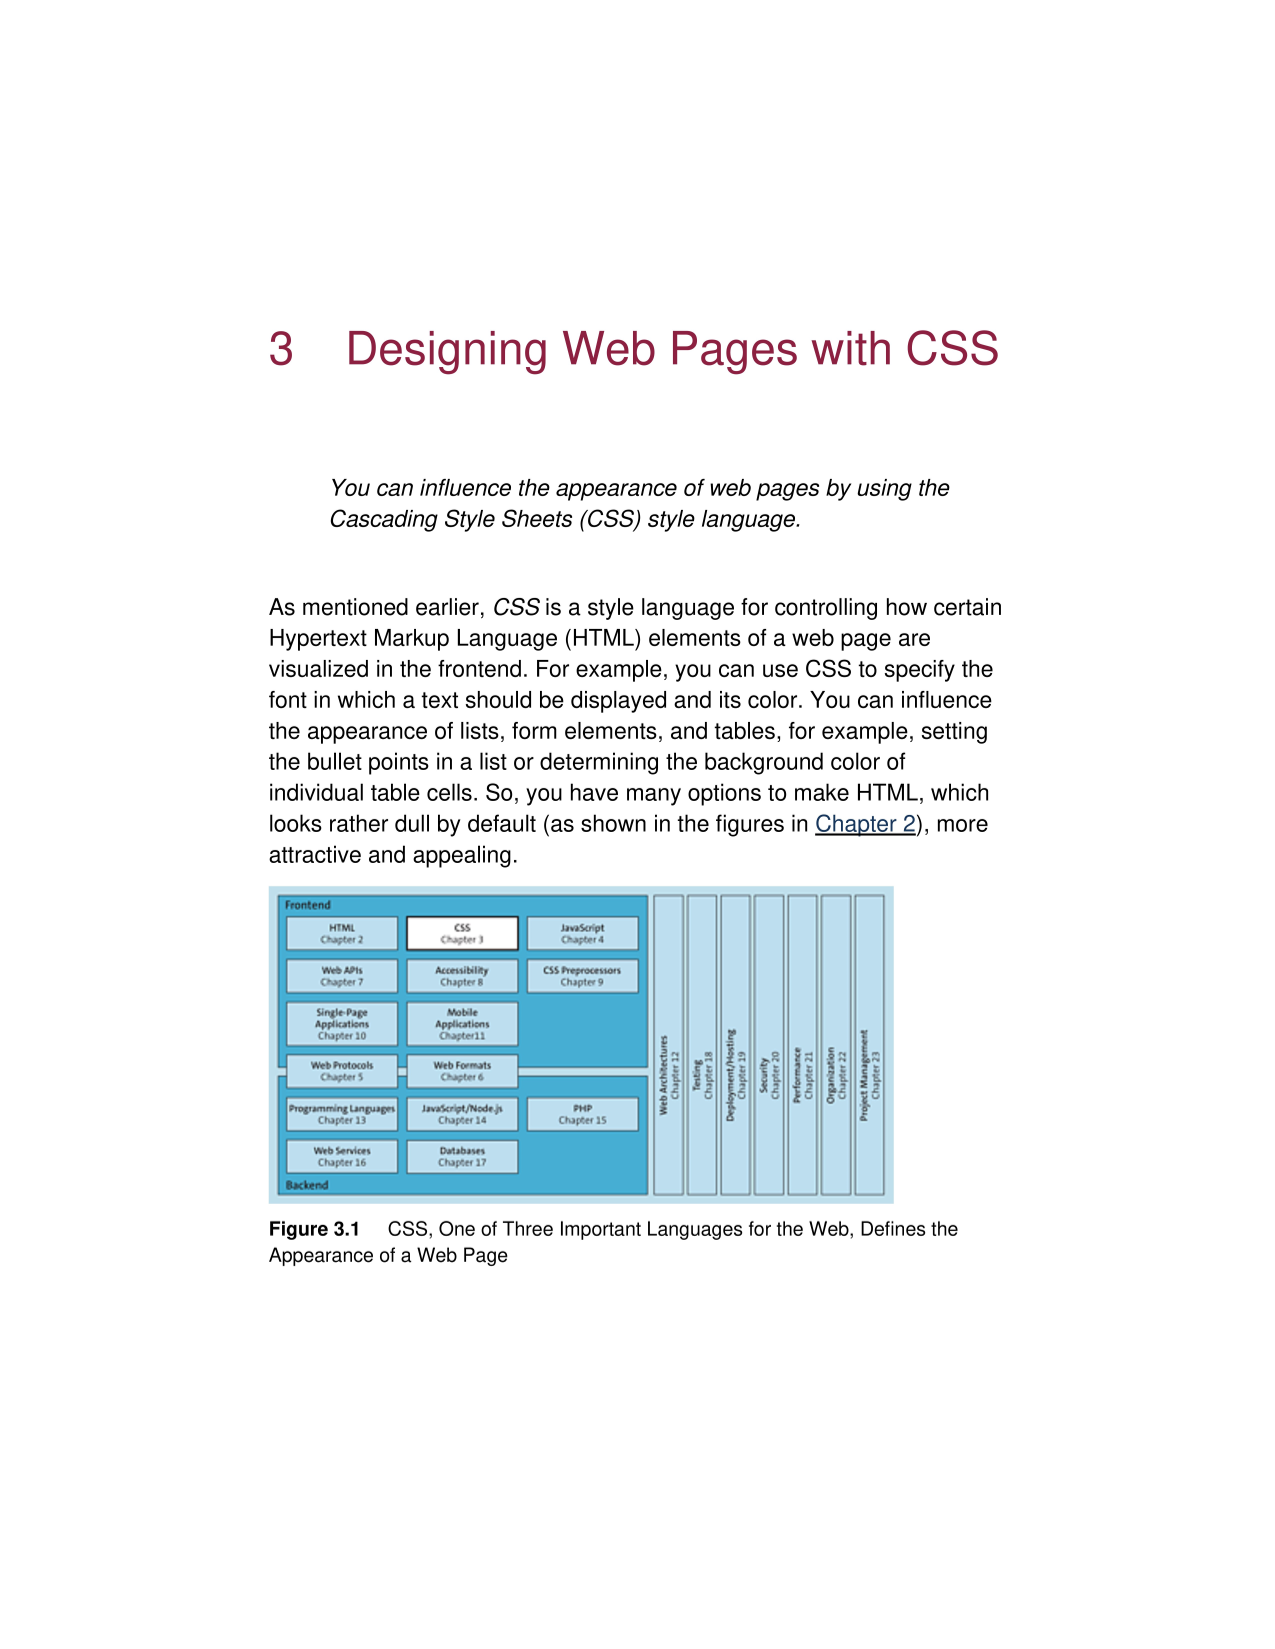 3 Designing Web Pages with CSS
You can influence the appearance of web pages by using the
Cascading Style Sheets (CSS) style language.
As mentioned earlier, CSS is a style language for controlling how certain
Hypertext Markup Language (HTML) elements of a web page are
visualized in the frontend. For example, you can use CSS to specify the
font in which a text should be displayed and its color. You can influence
the appearance of lists, form elements, and tables, for example, setting
the bullet points in a list or determining the background color of
individual table cells. So, you have many options to make HTML, which
looks rather dull by default (as shown in the figures in Chapter 2), more
attractive and appealing.
Frontend
HTML
Chapter 2
CSS
Chapter 3
JavaScript
Chapter 4
Web APIs
Chapter 7
Accessibility
Chapter 8
CSS Preprocessors
Chapter 9
Single-Page
Applications
Chapter 10
Mobile
Applications
Chapter11
Web Protocols
Chapter 5
Web Formats
Chapter 6
Programming Languages
Chapter 13
JavaScript/Node.js
Chapter 14
PHP
Chapter 15
Web Services
Chapter 16
Databases
Chapter 17
Backend
Web Architectures
Chapter 12
Testing
Chapter 18
Deployment/Hosting
Chapter 19
Security
Chapter 20
Performance
Chapter 21
Organization
Chapter 22
Project Management
Chapter 23
Figure 3.1 CSS, One of Three Important Languages for the Web, Defines the
Appearance of a Web Page